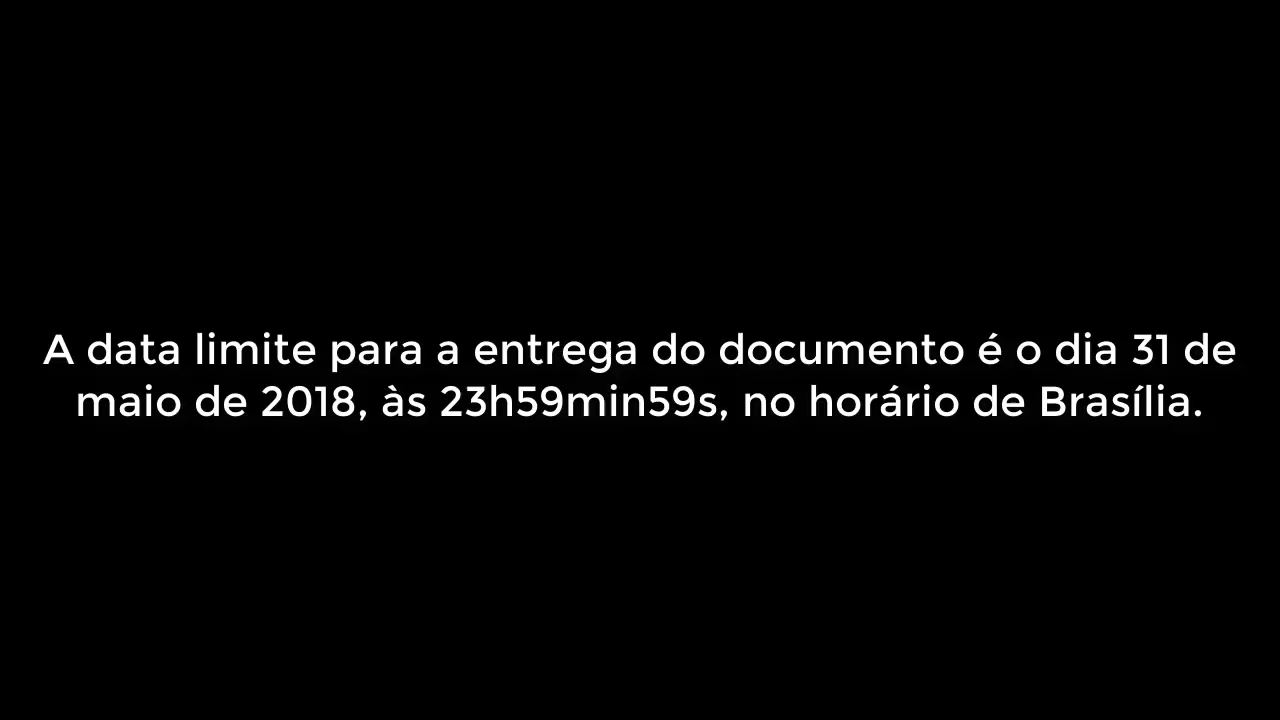 A data limite para a entrega do documento é o dia 31 de
maio de 2018, às 23h59min59s, no horário de Brasília.